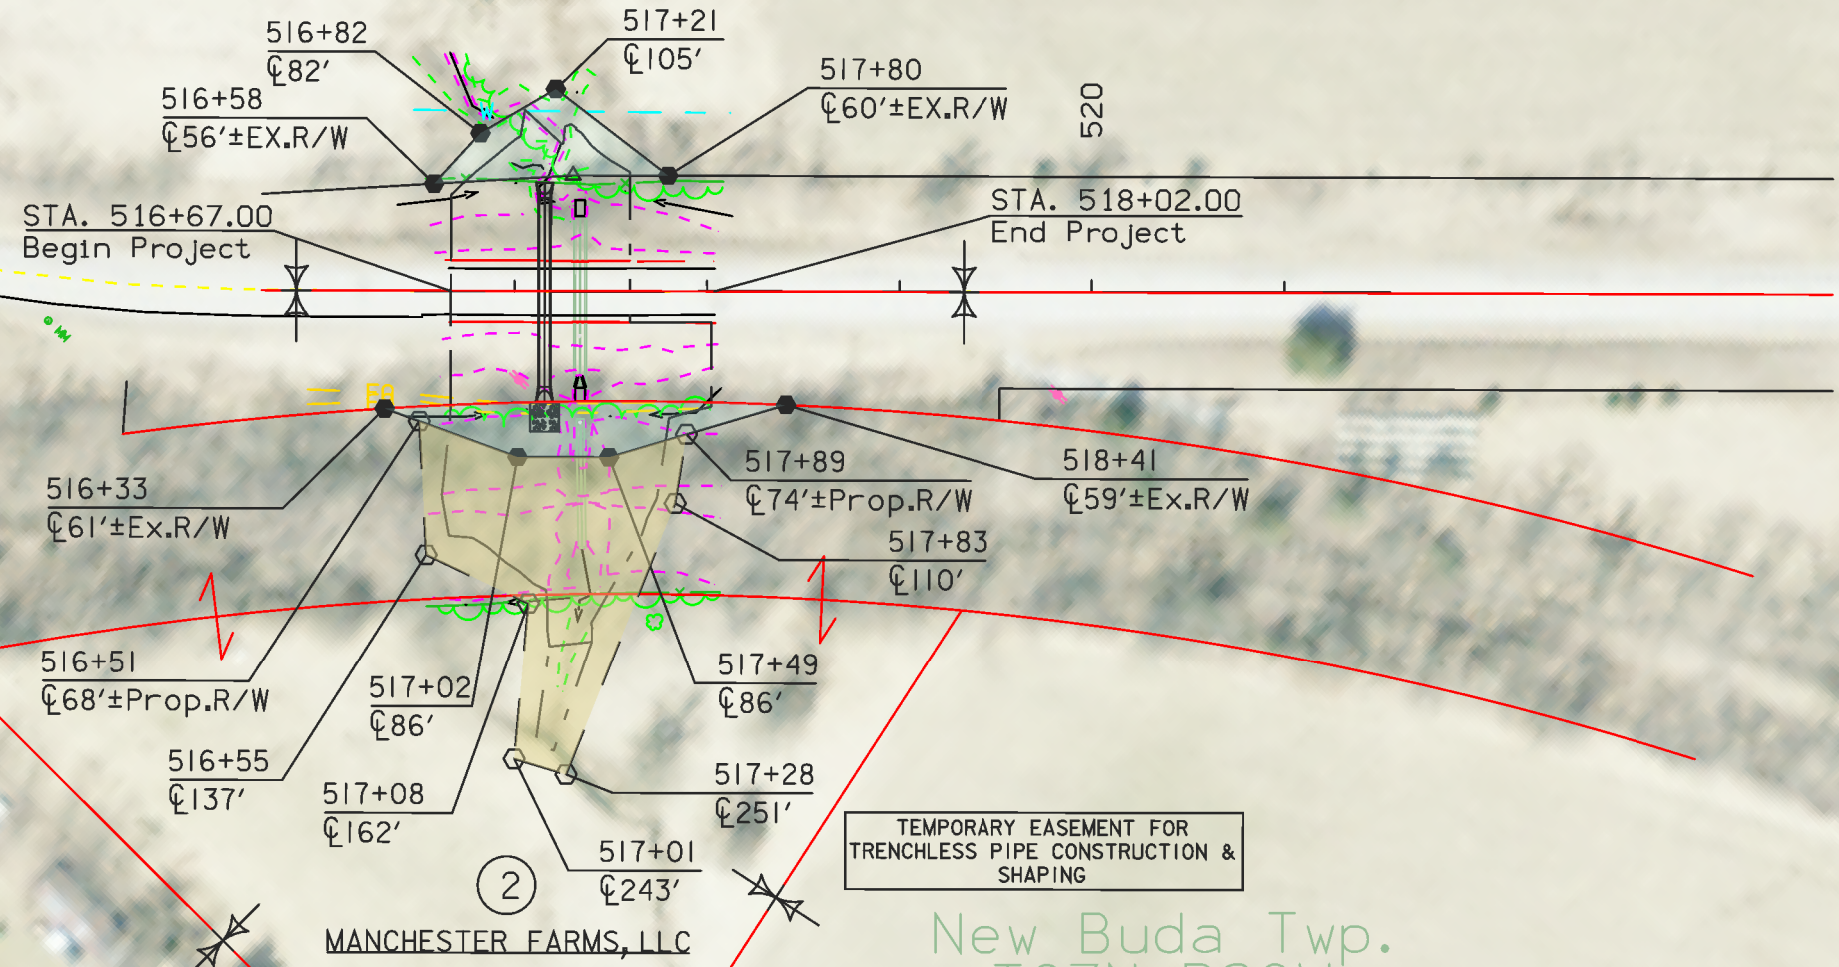 516+82
℄82'
517+21
℄105'
516+58
℄56'±EX.R/W
517+80
℄60'±EX.R/W
520
W
STA. 516+67.00
Begin Project
STA. 518+02.00
End Project
516+33
℄61'±Ex.R/W
517+89
℄74'±Prop.R/W
518+41
℄59'±Ex.R/W
517+83
℄110'
516+51
℄68'±Prop.R/W
517+02
℄86'
517+49
℄86'
516+55
℄137'
517+08
℄162'
517+28
℄251'
517+01
℄243'
2
MANCHESTER FARMS, LLC
TEMPORARY EASEMENT FOR
TRENCHLESS PIPE CONSTRUCTION &
SHAPING
New Buda Twp.